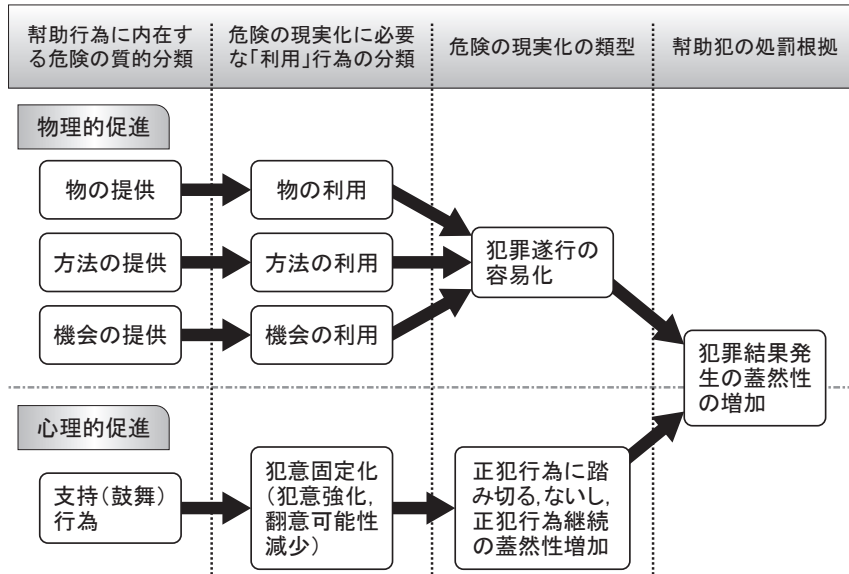 幇助行為に内在す
る危険の質的分類
危険の現実化に必要
な「利用」行為の分類
危険の現実化の類型
幇助犯の処罰根拠
物理的促進
物の提供
物の利用
方法の提供
方法の利用
犯罪遂行の
容易化
機会の提供
機会の利用
犯罪結果発
生の蓋然性
の増加
心理的促進
支持（鼓舞）
行為
犯意固定化
（犯意強化，
翻意可能性
減少）
正犯行為に踏
み切る，ないし，
正犯行為継続
の蓋然性増加